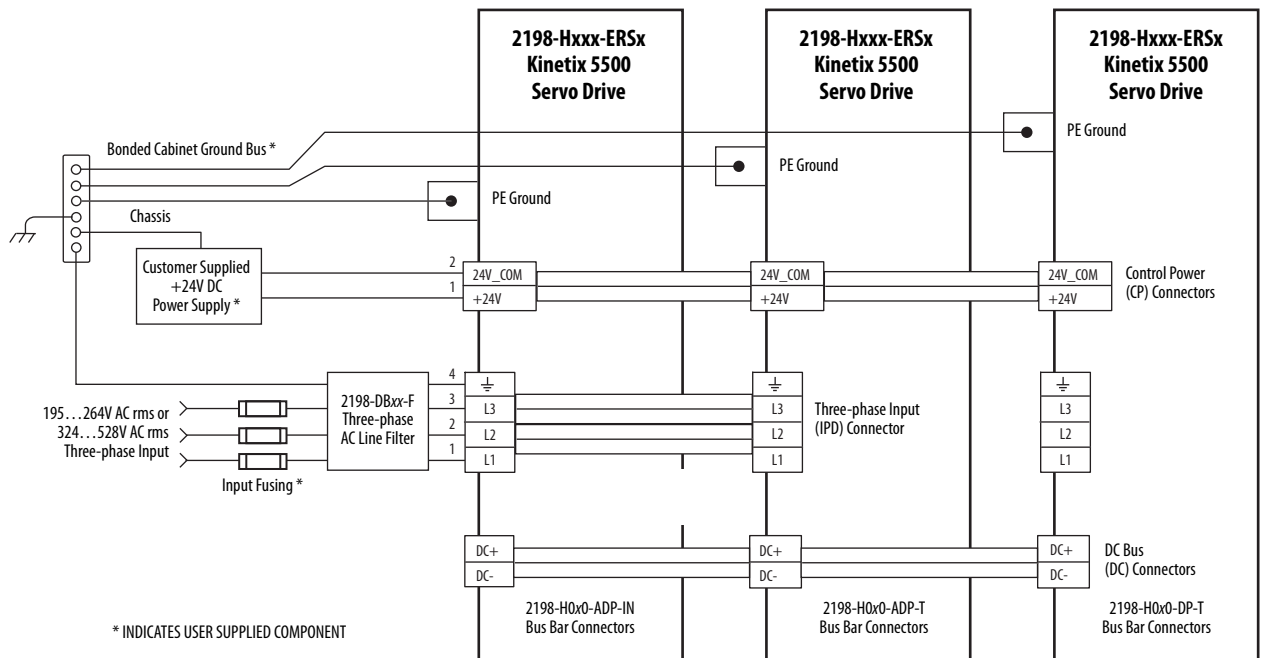 2198-Hxxx-ERSx
Kinetix 5500
Servo Drive
2198-Hxxx-ERSx
Kinetix 5500
Servo Drive
2198-Hxxx-ERSx
Kinetix 5500
Servo Drive
Bonded Cabinet Ground Bus *
PE Ground
PE Ground
PE Ground
Chassis
Customer Supplied
+24V DC
Power Supply *
2
1
24V_COM
+24V
24V_COM
+24V
24V_COM
+24V
Control Power
(CP) Connectors
195…264V AC rms or
324…528V AC rms
Three-phase Input
Input Fusing *
2198-DBxx-F
Three-phase
AC Line Filter
4
3
2
1
L3
L2
L1
L3
L2
L1
Three-phase Input
(IPD) Connector
L3
L2
L1
DC+
DC-
DC+
DC-
DC+
DC-
DC Bus
(DC) Connectors
2198-H0x0-ADP-IN
Bus Bar Connectors
2198-H0x0-ADP-T
Bus Bar Connectors
2198-H0x0-DP-T
Bus Bar Connectors
* INDICATES USER SUPPLIED COMPONENT